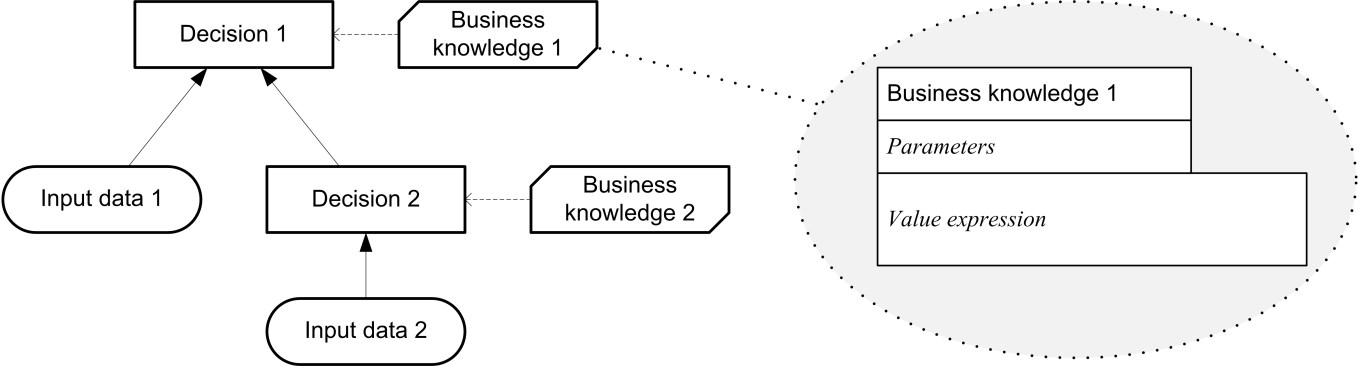 Decision 1
Business
knowledge 1
Business knowledge 1
Parameters
Value expression
Input data 1
Decision 2
Business
knowledge 2
Input data 2